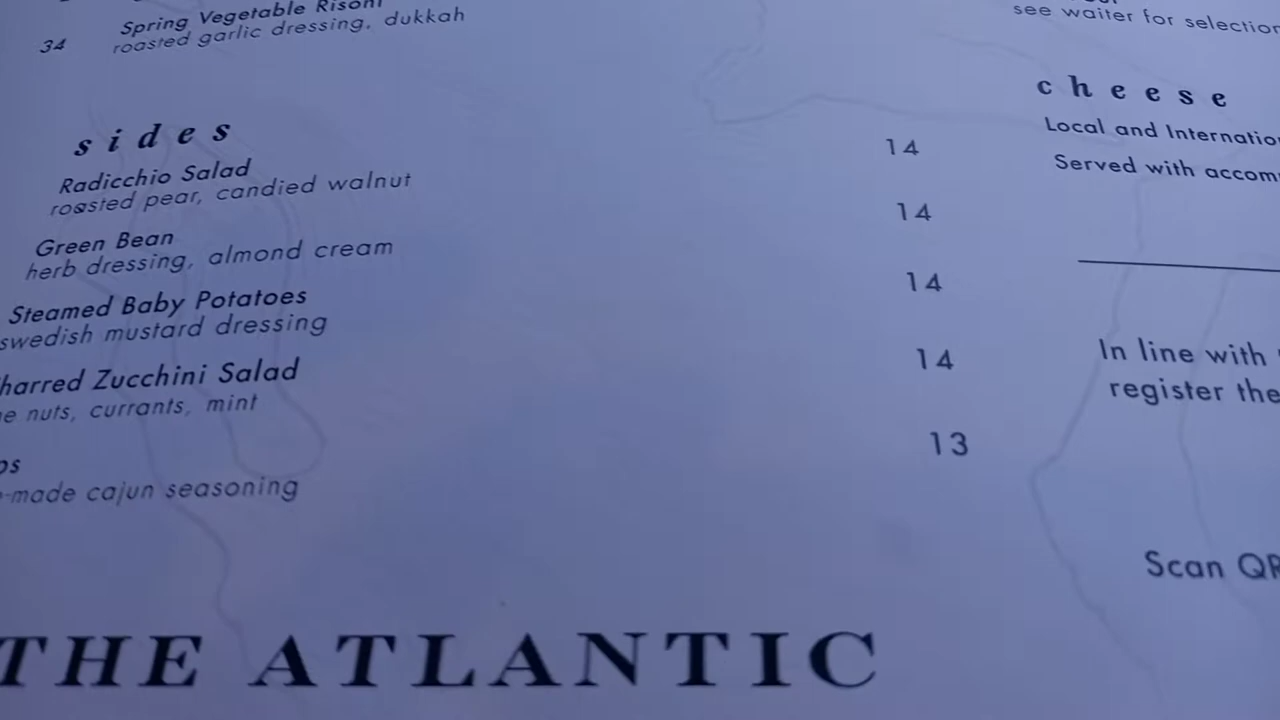 Spring Vegetable Risoni
34
roasted garlic dressing, dukkah
sides
Radicchio Salad
14
roasted pear, candied walnut
Green Bean
14
herb dressing, almond cream
Steamed Baby Potatoes
14
swedish mustard dressing
harred Zucchini Salad
14
e nuts, currants, mint
ps
13
-made cajun seasoning
THE ATLANTIC
see waiter for selection
cheese
Local and Internatio
Served with accom
In line with
register the
Scan QR